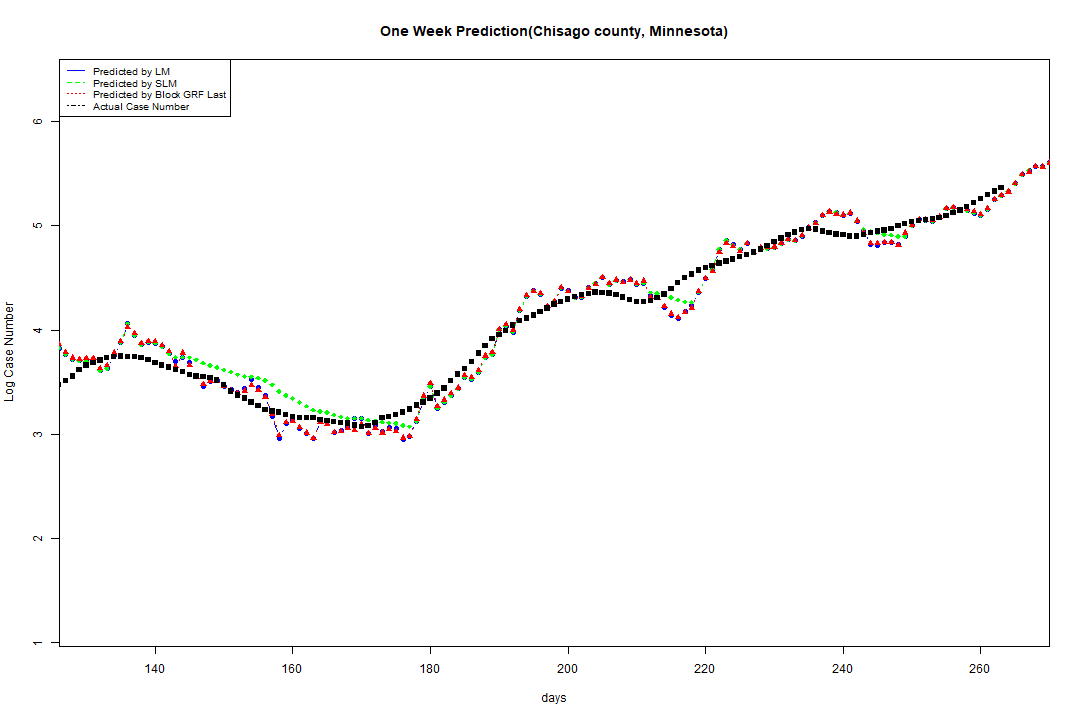 One Week Prediction(Chisago county, Minnesota)
Predicted by LM
Predicted by SLM
Predicted by Block GRF Last
Actual Case Number
6
5
4
3
2
1
Log Case Number
140 160 180 200 220 240 260
days